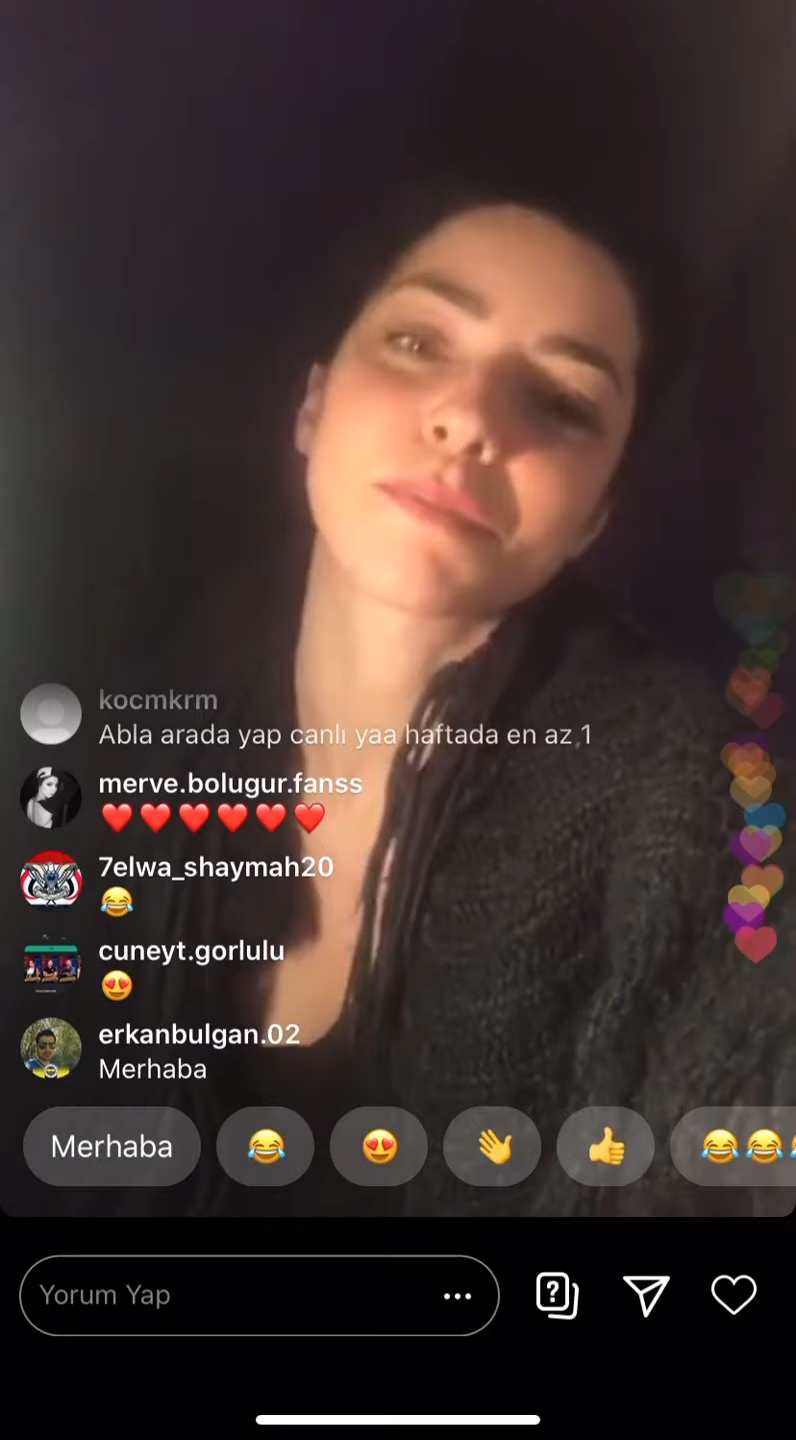 kocmkrm
Abla arada yap canlı yaa haftada en az 1
merve.bolugur.fanss
❤️❤️❤️❤️❤️❤️
7elwa_shaymah20
😂
cuneyt.gorlulu
😍
erkanbulgan.02
Merhaba
Merhaba 😂 😍 👋 👍 😂😂
Yorum Yap